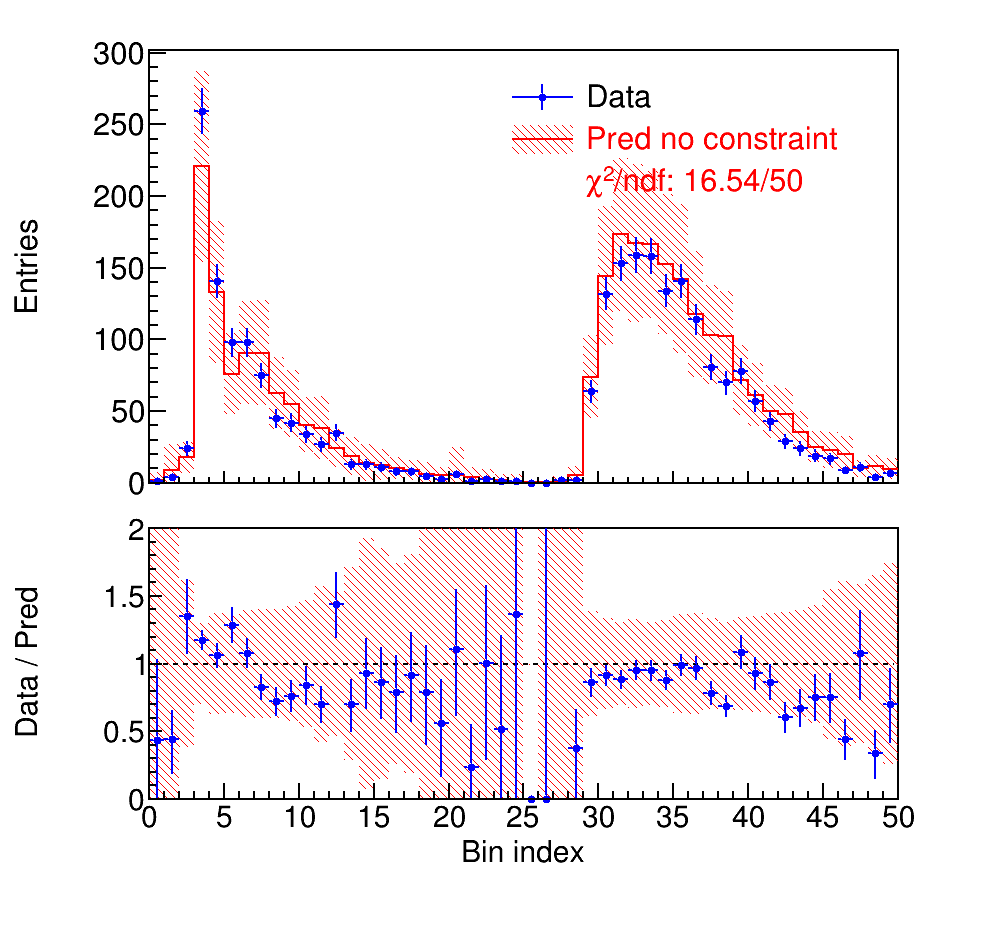 300
250
200
150
100
50
0
Entries
Data
Pred no constraint
χ²/ndf: 16.54/50
2
1.5
1
0.5
0
Data / Pred
0 5 10 15 20 25 30 35 40 45 50
Bin index